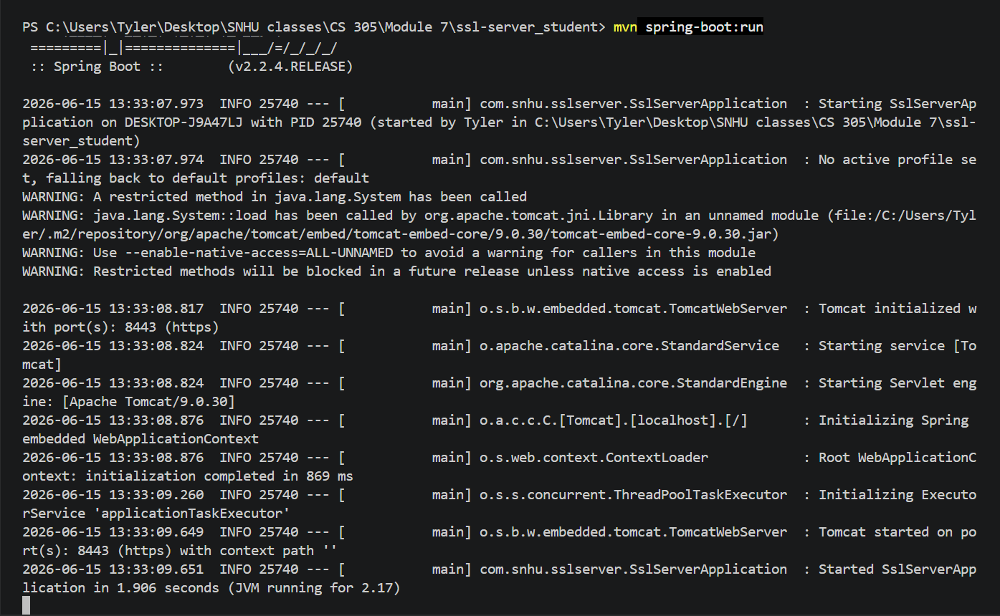 PS C:\Users\Tyler\Desktop\SNHU classes\CS 305\Module 7\ssl-server_student> mvn spring-boot:run
 =========|_|==============|___/=/_/_/_/
 :: Spring Boot ::        (v2.2.4.RELEASE)

2026-06-15 13:33:07.973  INFO 25740 --- [           main] com.snhu.sslserver.SslServerApplication  : Starting SslServerAp
plication on DESKTOP-J9A47LJ with PID 25740 (started by Tyler in C:\Users\Tyler\Desktop\SNHU classes\CS 305\Module 7\ssl-
server_student)
2026-06-15 13:33:07.974  INFO 25740 --- [           main] com.snhu.sslserver.SslServerApplication  : No active profile se
t, falling back to default profiles: default
WARNING: A restricted method in java.lang.System has been called
WARNING: java.lang.System::load has been called by org.apache.tomcat.jni.Library in an unnamed module (file:/C:/Users/Tyl
er/.m2/repository/org/apache/tomcat/embed/tomcat-embed-core/9.0.30/tomcat-embed-core-9.0.30.jar)
WARNING: Use --enable-native-access=ALL-UNNAMED to avoid a warning for callers in this module
WARNING: Restricted methods will be blocked in a future release unless native access is enabled

2026-06-15 13:33:08.817  INFO 25740 --- [           main] o.s.b.w.embedded.tomcat.TomcatWebServer  : Tomcat initialized w
ith port(s): 8443 (https)
2026-06-15 13:33:08.824  INFO 25740 --- [           main] o.apache.catalina.core.StandardService   : Starting service [To
mcat]
2026-06-15 13:33:08.824  INFO 25740 --- [           main] org.apache.catalina.core.StandardEngine  : Starting Servlet eng
ine: [Apache Tomcat/9.0.30]
2026-06-15 13:33:08.876  INFO 25740 --- [           main] o.a.c.c.C.[Tomcat].[localhost].[/]       : Initializing Spring 
embedded WebApplicationContext
2026-06-15 13:33:08.876  INFO 25740 --- [           main] o.s.web.context.ContextLoader            : Root WebApplicationC
ontext: initialization completed in 869 ms
2026-06-15 13:33:09.260  INFO 25740 --- [           main] o.s.s.concurrent.ThreadPoolTaskExecutor  : Initializing Executo
rService 'applicationTaskExecutor'
2026-06-15 13:33:09.649  INFO 25740 --- [           main] o.s.b.w.embedded.tomcat.TomcatWebServer  : Tomcat started on po
rt(s): 8443 (https) with context path ''
2026-06-15 13:33:09.651  INFO 25740 --- [           main] com.snhu.sslserver.SslServerApplication  : Started SslServerApp
lication in 1.906 seconds (JVM running for 2.17)